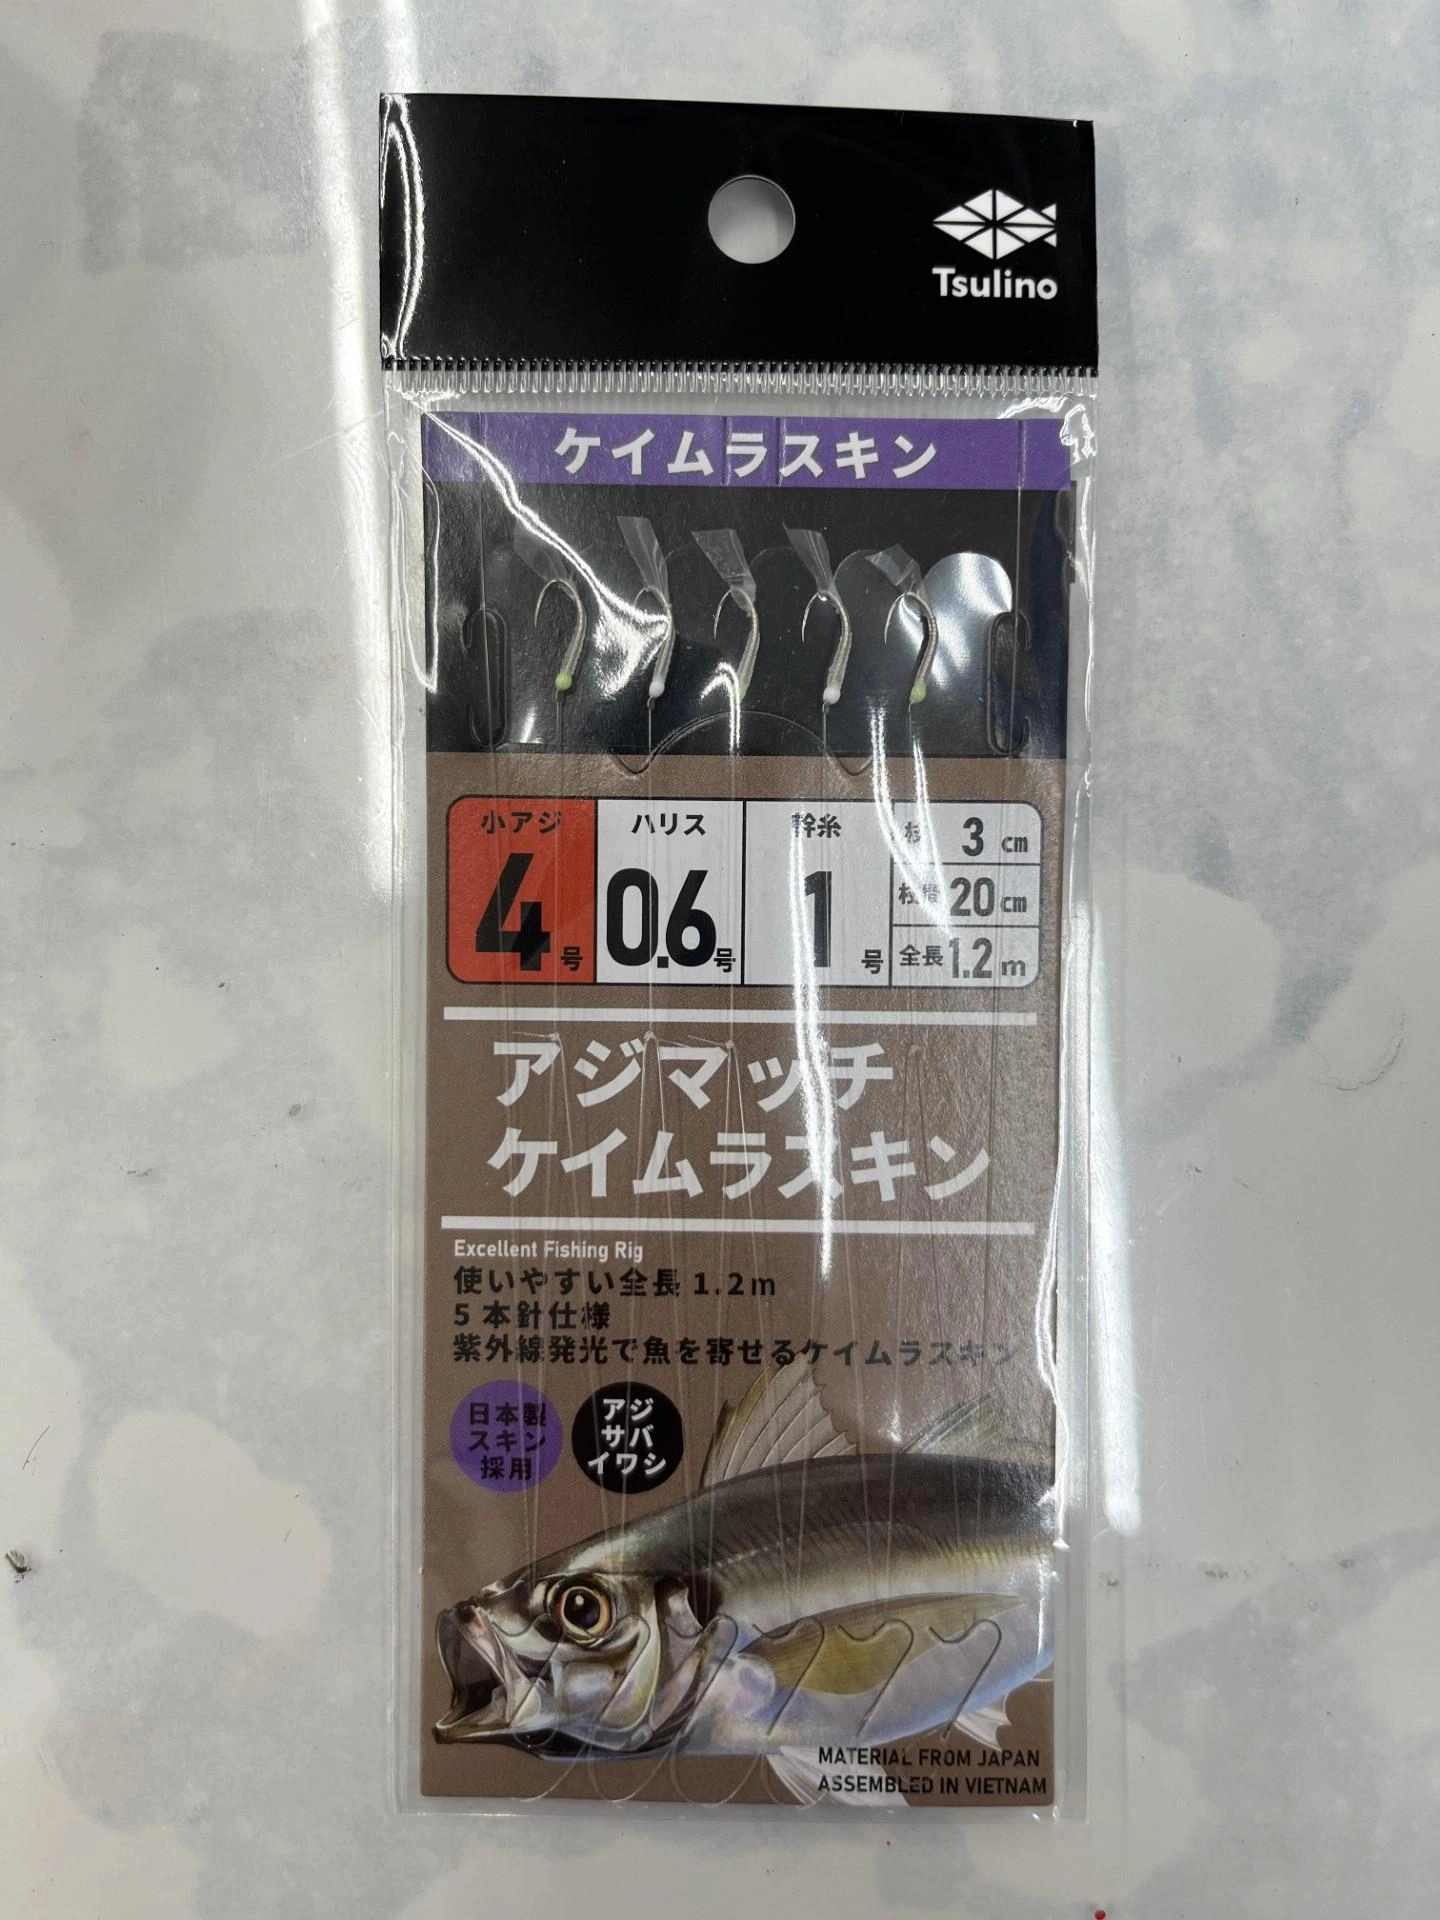 Tsulino
ケイムラスキン
小アジ 4号
ハリス 0.6号
幹糸 1号
枝 3cm
枝間 20cm
全長 1.2m
アジマッチ
ケイムラスキン
Excellent Fishing Rig
使いやすい全長1.2m
5本針仕様
紫外線発光で魚を寄せるケイムラスキン
日本製
スキン
採用
アジ
サバ
イワシ
MATERIAL FROM JAPAN
ASSEMBLED IN VIETNAM